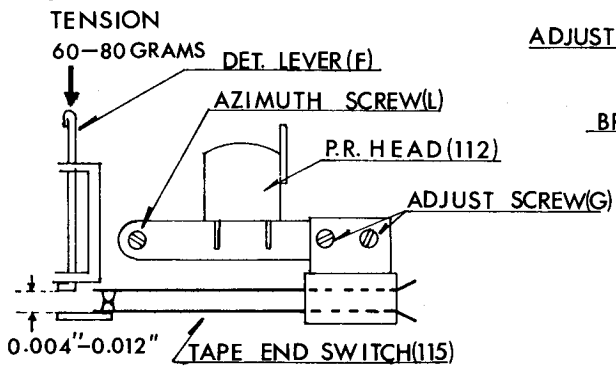 TENSION
60–80 GRAMS
DET. LEVER(F)
AZIMUTH SCREW(L)
P.R. HEAD(112)
ADJUST SCREW(G)
0.004"–0.012"
TAPE END SWITCH(115)
ADJUST